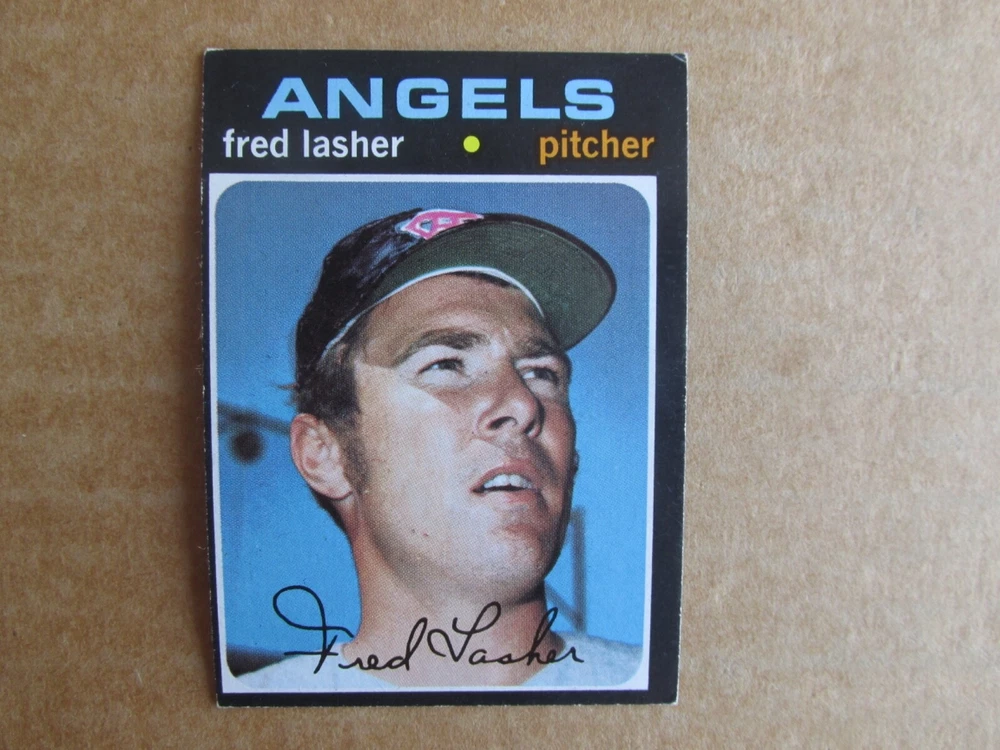 ANGELS
fred lasher • pitcher
Fred Lasher